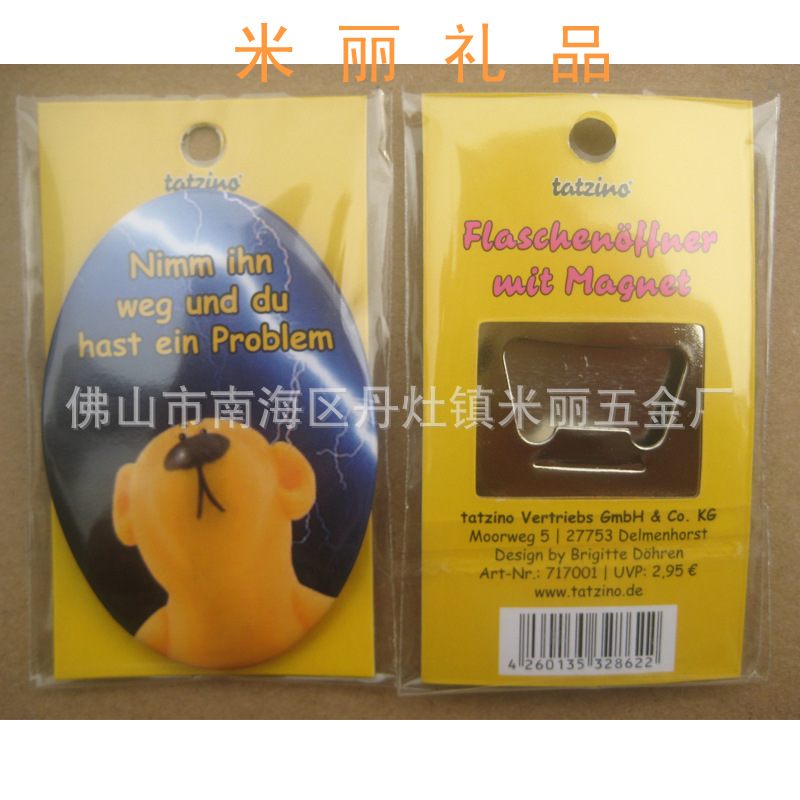 米丽礼品
tatzino®
Nimm ihn
weg und du
hast ein Problem
tatzino®
Flaschenöffner
mit Magnet
佛山市南海区丹灶镇米丽五金厂
tatzino Vertriebs GmbH & Co. KG
Moorweg 5 | 27753 Delmenhorst
Design by Brigitte Döhren
Art-Nr.: 717001 | UVP: 2,95 €
www.tatzino.de
4 260135 328622